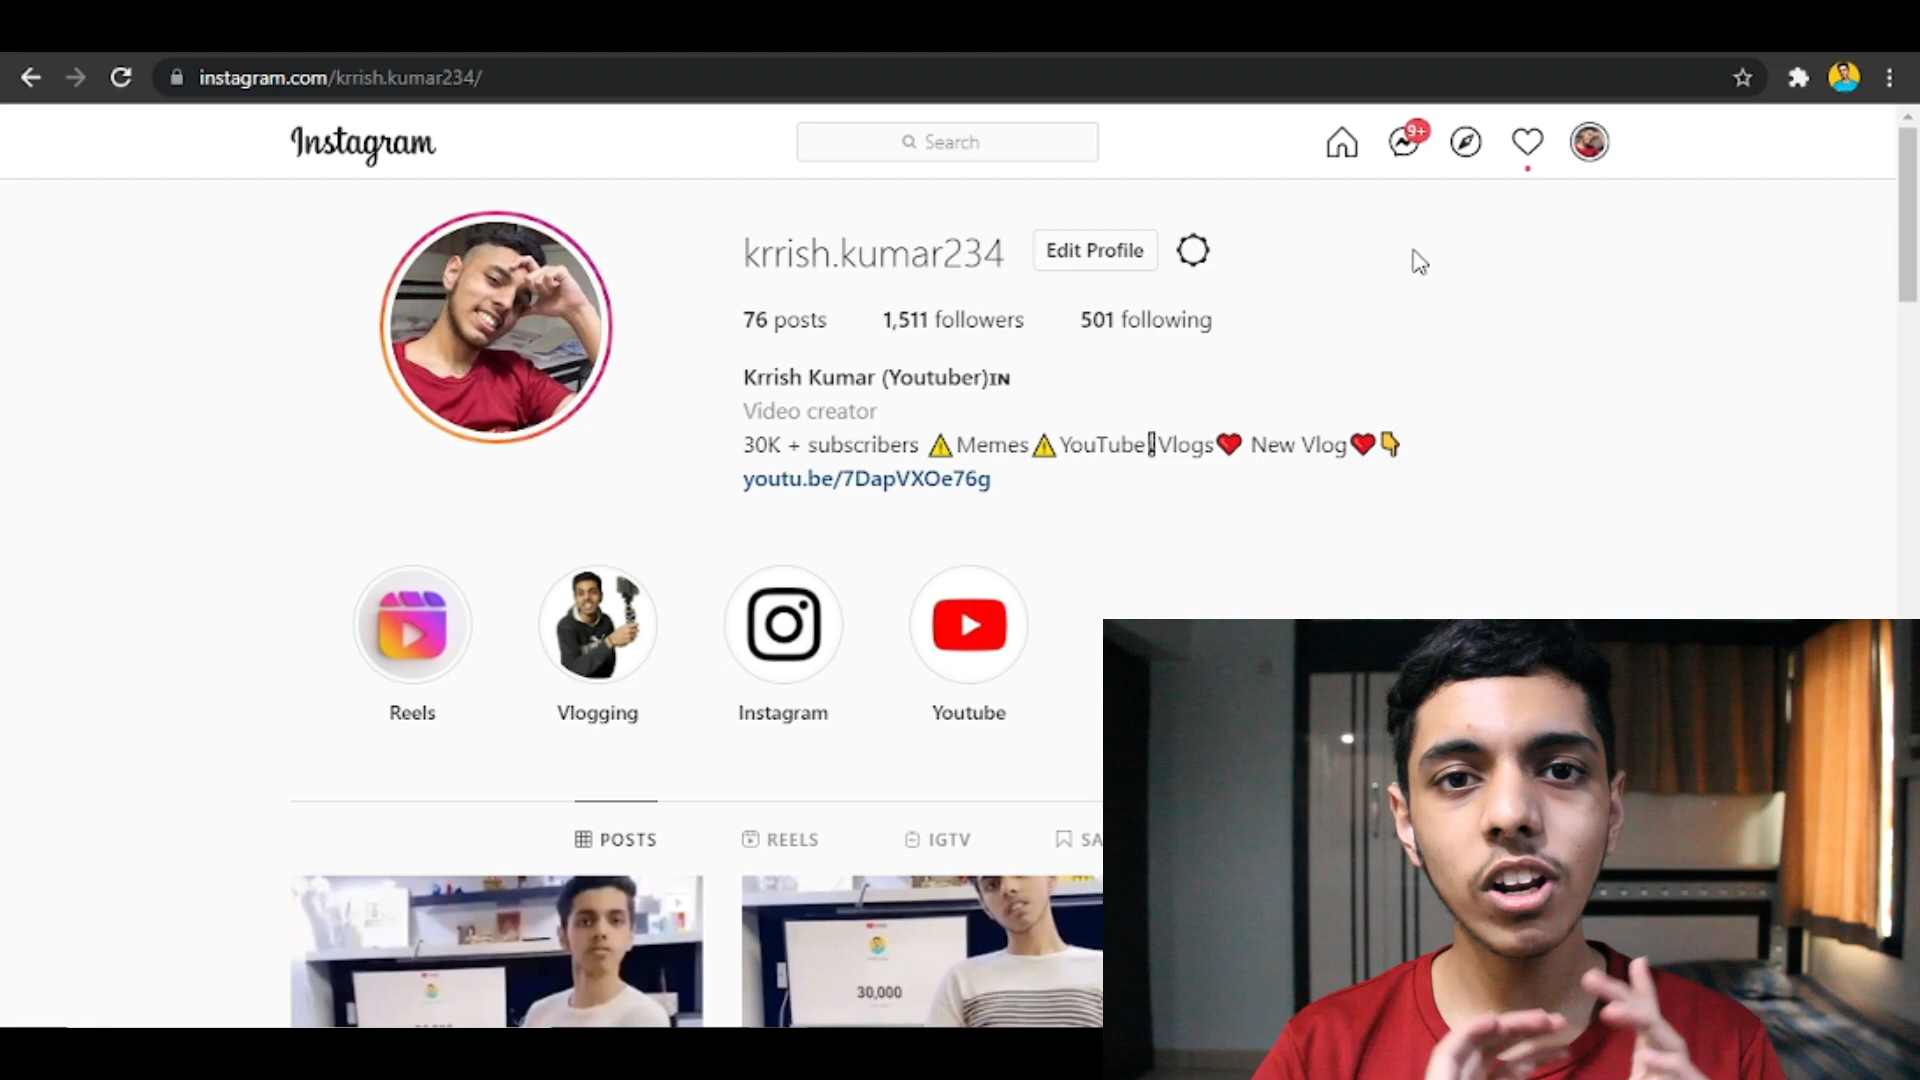 instagram.com/krrish.kumar234/
Instagram
Search
9+
krrish.kumar234 Edit Profile
76 posts 1,511 followers 501 following
Krrish Kumar (Youtuber)🇮🇳
Video creator
30K + subscribers ⚠Memes⚠YouTube❕Vlogs❤ New Vlog❤👇
youtu.be/7DapVXOe76g
Reels Vlogging Instagram Youtube
POSTS REELS IGTV SA
30,000